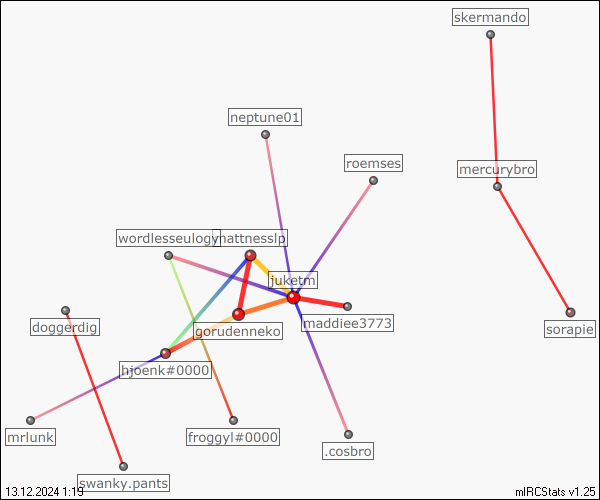 skermando
neptune01
roemses
mercurybro
wordlesseulogy
nattnesslp
juketm
maddiee3773
gorudenneko
doggerdig
sorapie
hjoenk#0000
mrlunk
froggyl#0000
.cosbro
swanky.pants
13.12.2024 1:19
mIRCStats v1.25